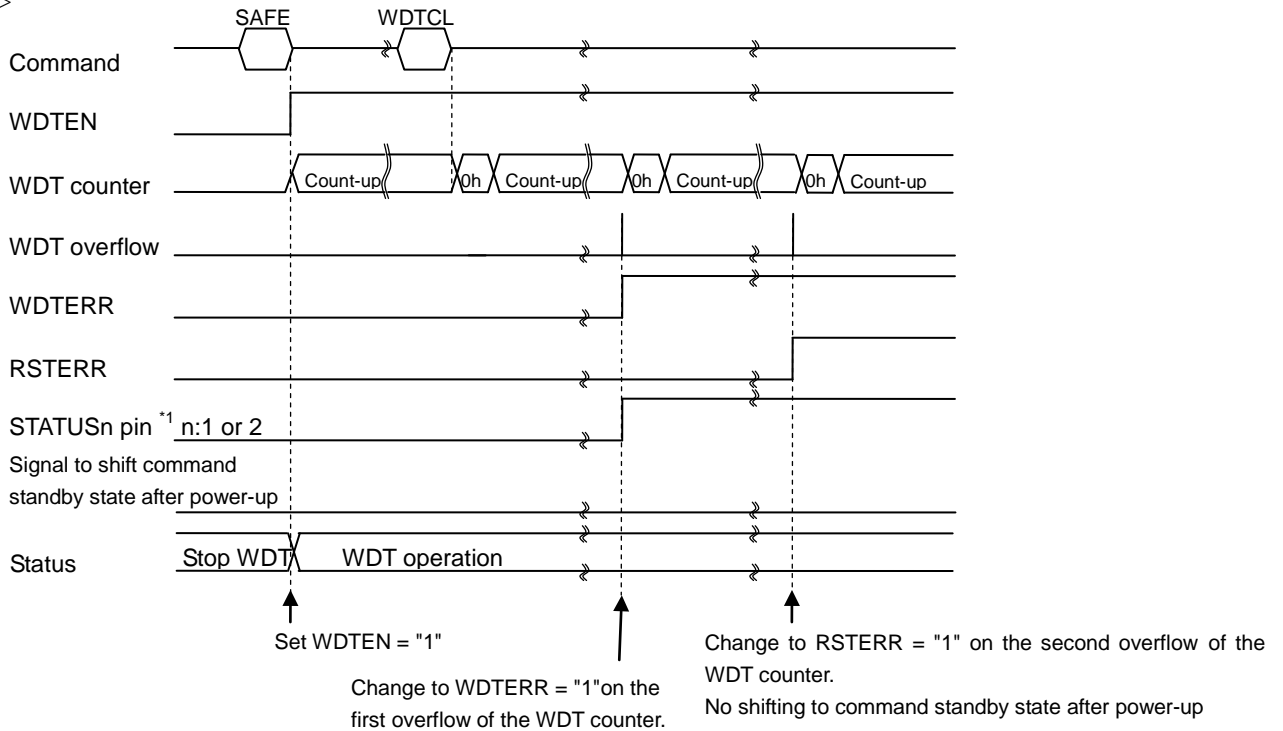 >
SAFE WDTCL
Command
WDTEN
WDT counter Count-up 0h Count-up 0h Count-up 0h Count-up
WDT overflow
WDTERR
RSTERR
STATUSn pin *1 n:1 or 2
Signal to shift command
standby state after power-up
Status Stop WDT WDT operation
Set WDTEN = "1"
Change to WDTERR = "1"on the
first overflow of the WDT counter.
Change to RSTERR = "1" on the second overflow of the
WDT counter.
No shifting to command standby state after power-up